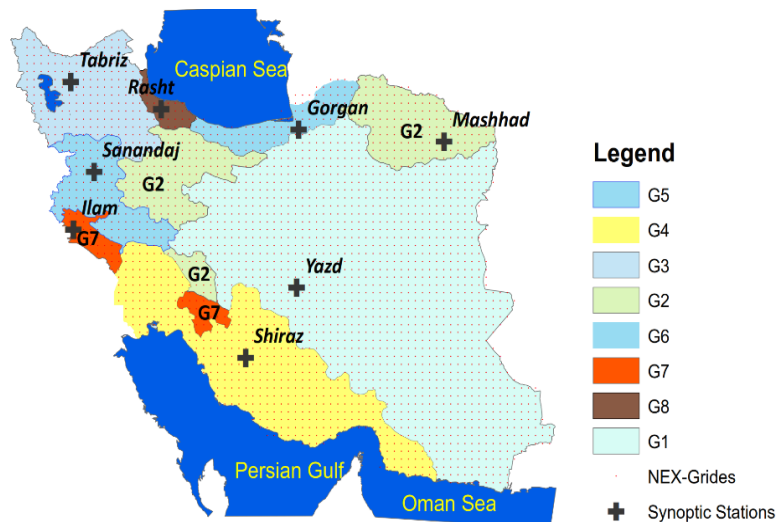 Tabriz
Caspian Sea
Rasht
Gorgan
Mashhad
G2
Sanandaj
G2
Ilam
G7
G2
Yazd
G7
Shiraz
Persian Gulf
Oman Sea
Legend
G5
G4
G3
G2
G6
G7
G8
G1
NEX-Grides
Synoptic Stations